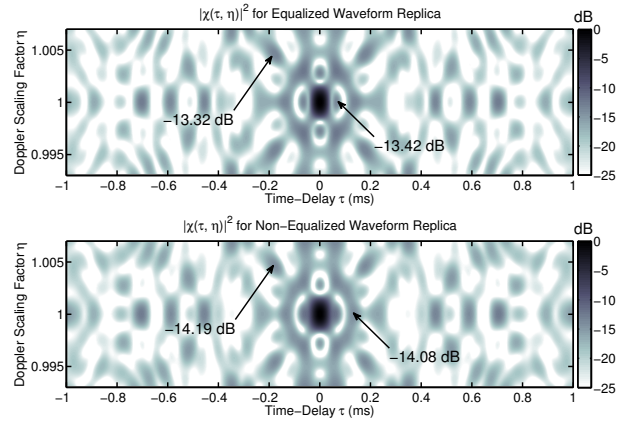 |χ(τ, η)|² for Equalized Waveform Replica
dB
Doppler Scaling Factor η
1.005
1
0.995
−13.32 dB
−13.42 dB
0
−5
−10
−15
−20
−25
−1 −0.8 −0.6 −0.4 −0.2 0 0.2 0.4 0.6 0.8 1
Time−Delay τ (ms)
|χ(τ, η)|² for Non−Equalized Waveform Replica
dB
Doppler Scaling Factor η
1.005
1
0.995
−14.19 dB
−14.08 dB
0
−5
−10
−15
−20
−25
−1 −0.8 −0.6 −0.4 −0.2 0 0.2 0.4 0.6 0.8 1
Time−Delay τ (ms)